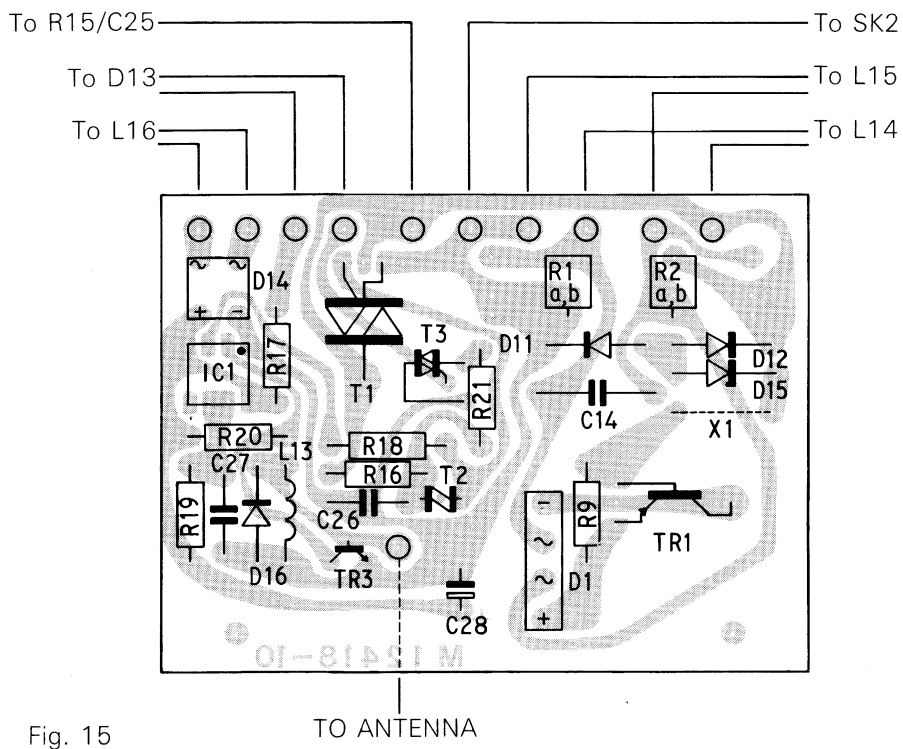 To R15/C25
To SK2
To D13
To L15
To L16
To L14
D14
R1
a,b
R2
a,b
T3
D11
D12
IC1
R17
T1
R21
D15
C14
X1
R20
R18
L13
C27
R16
T2
R19
C26
R9
D16
TR3
TR1
D1
C28
M12418-10
TO ANTENNA
Fig. 15